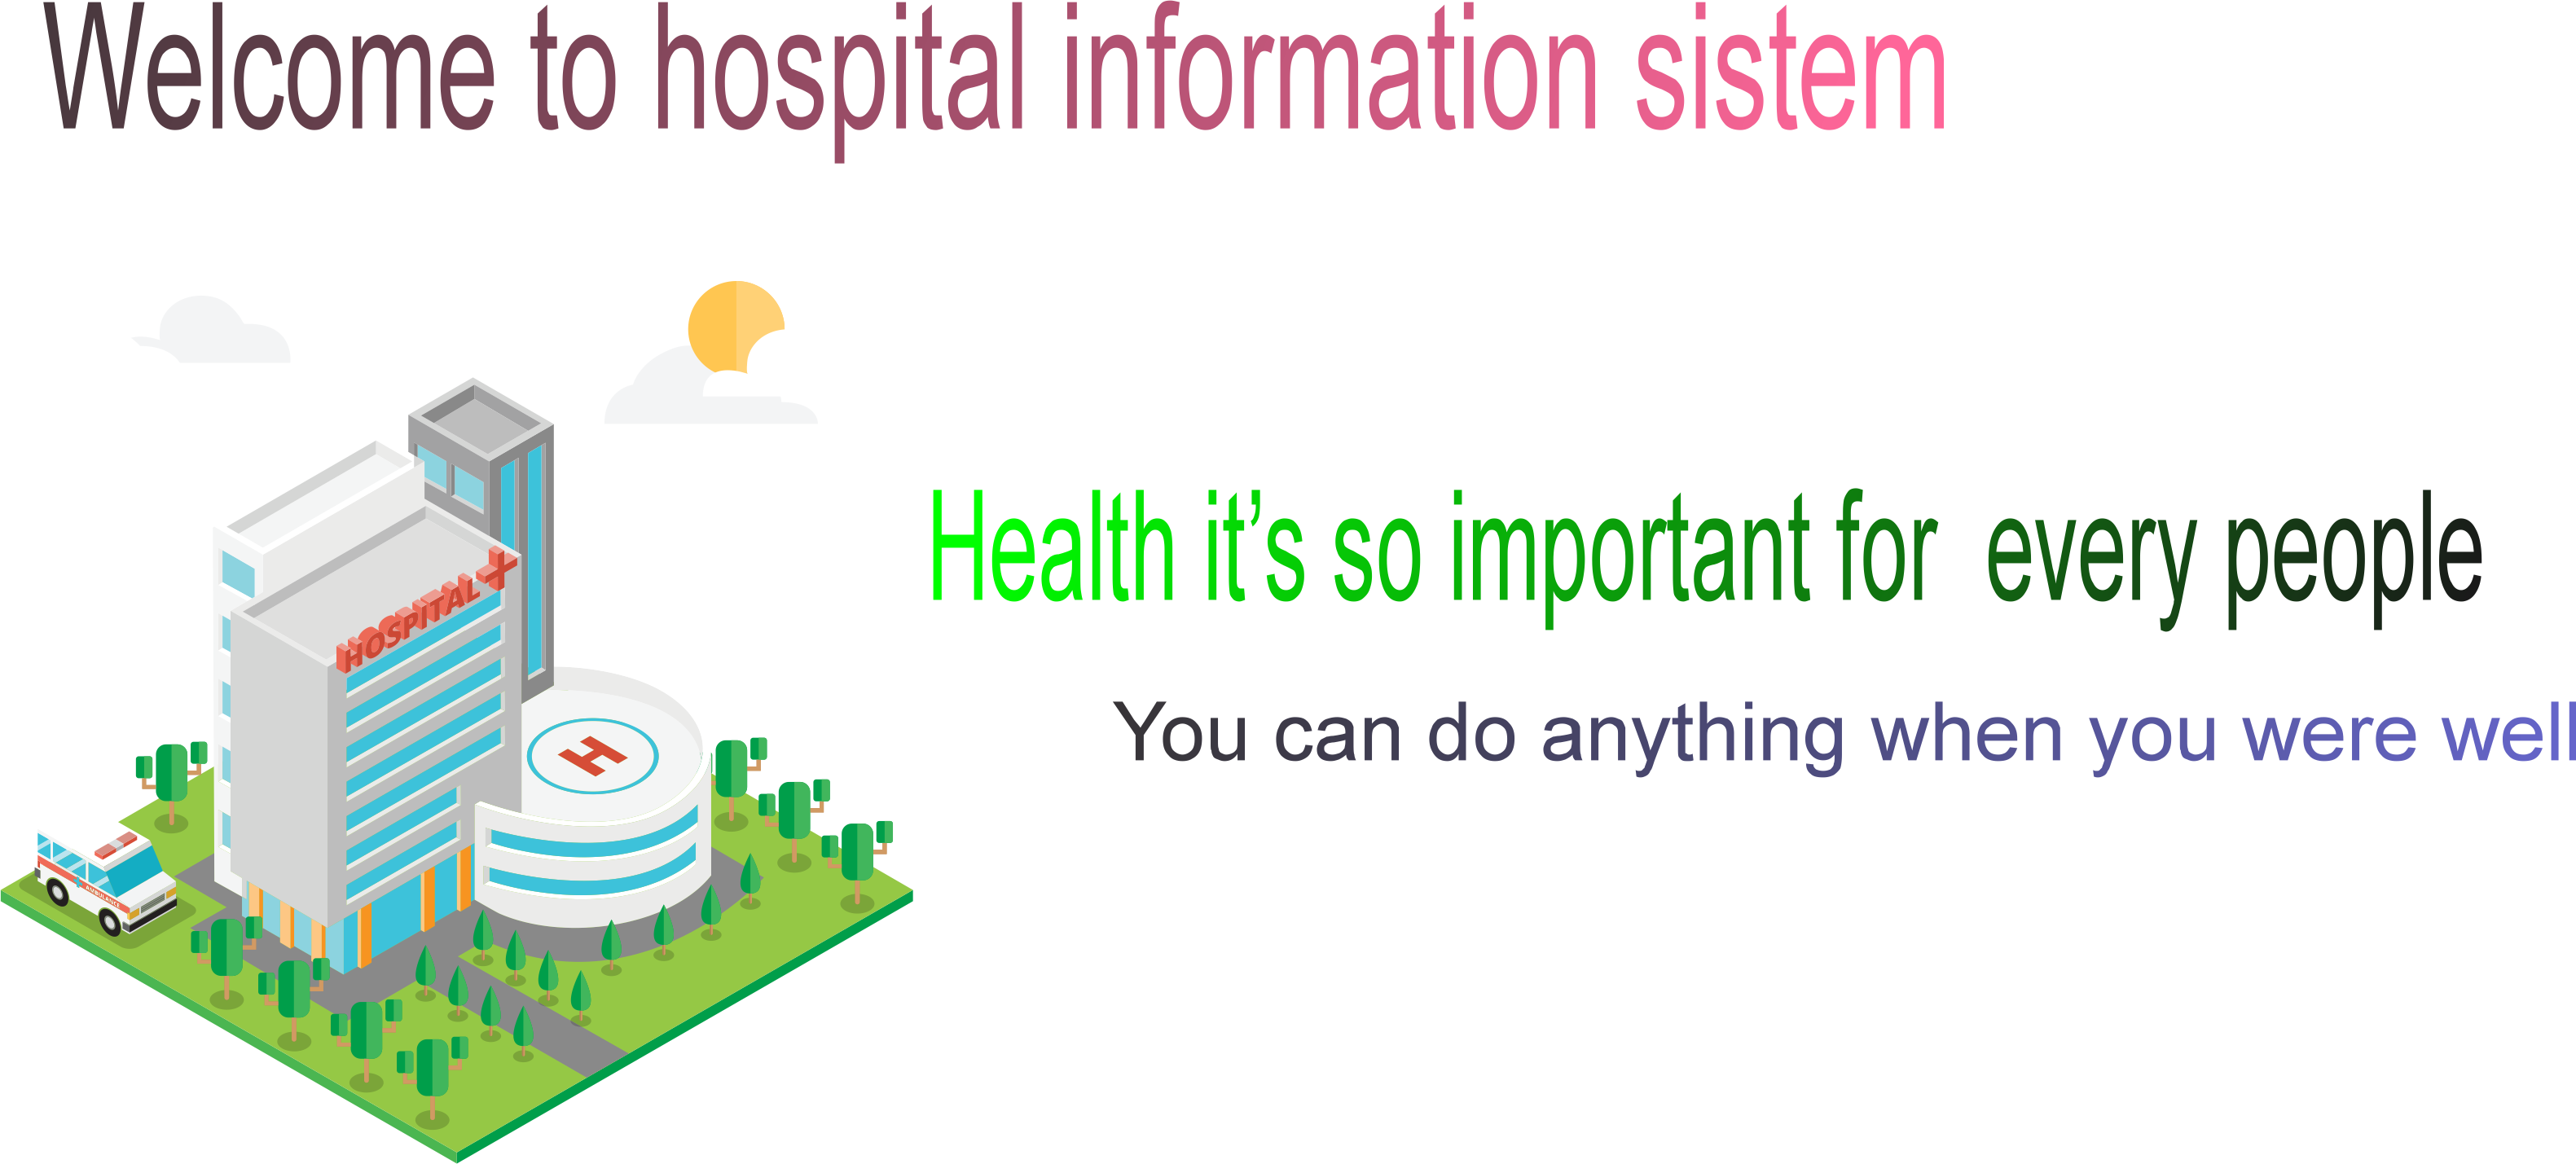 Welcome to hospital information sistem
HOSPITAL
Health it’s so important for every people
You can do anything when you were well
H
AMBULANCE